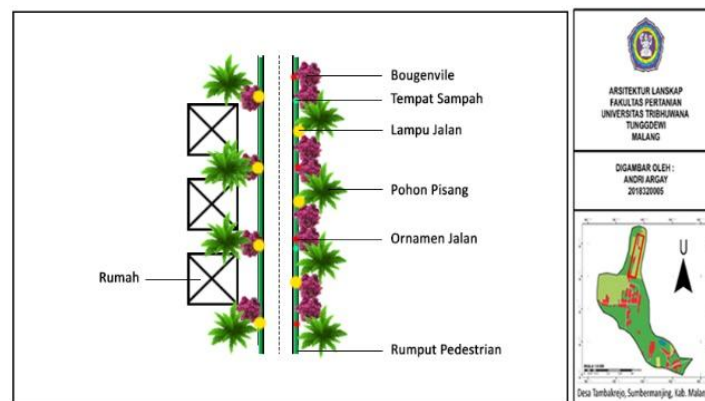 Bougenvile
Tempat Sampah
Lampu Jalan
Pohon Pisang
Ornamen Jalan
Rumah
Rumput Pedestrian
ARSITEKTUR LANSKAP
FAKULTAS PERTANIAN
UNIVERSITAS TRIBHUWANA
TUNGGDEWI
MALANG
DIGAMBAR OLEH :
ANDRI ARGAY
2018320005
U
Desa Tambakrejo, Sumbermanjing, Kab. Malan